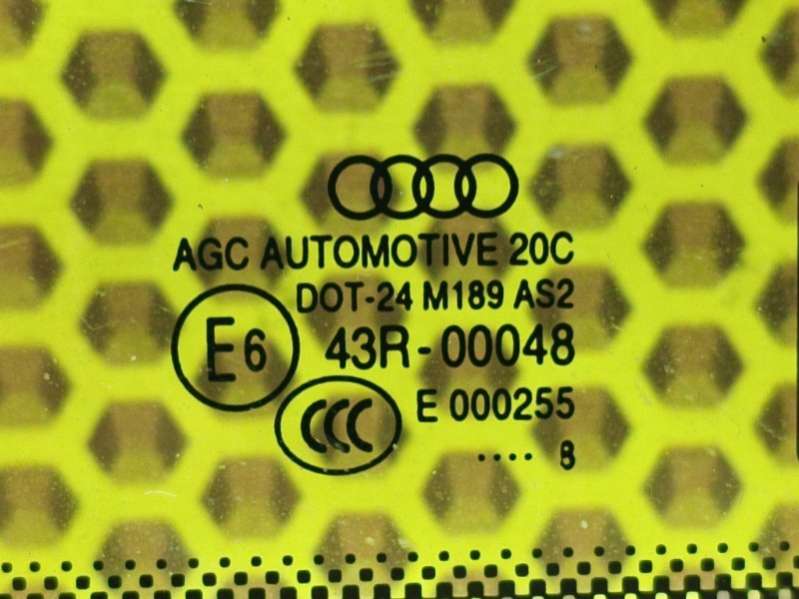 AGC AUTOMOTIVE 20C
DOT-24 M189 AS2
E6 43R-00048
CCC E 000255
.... 8